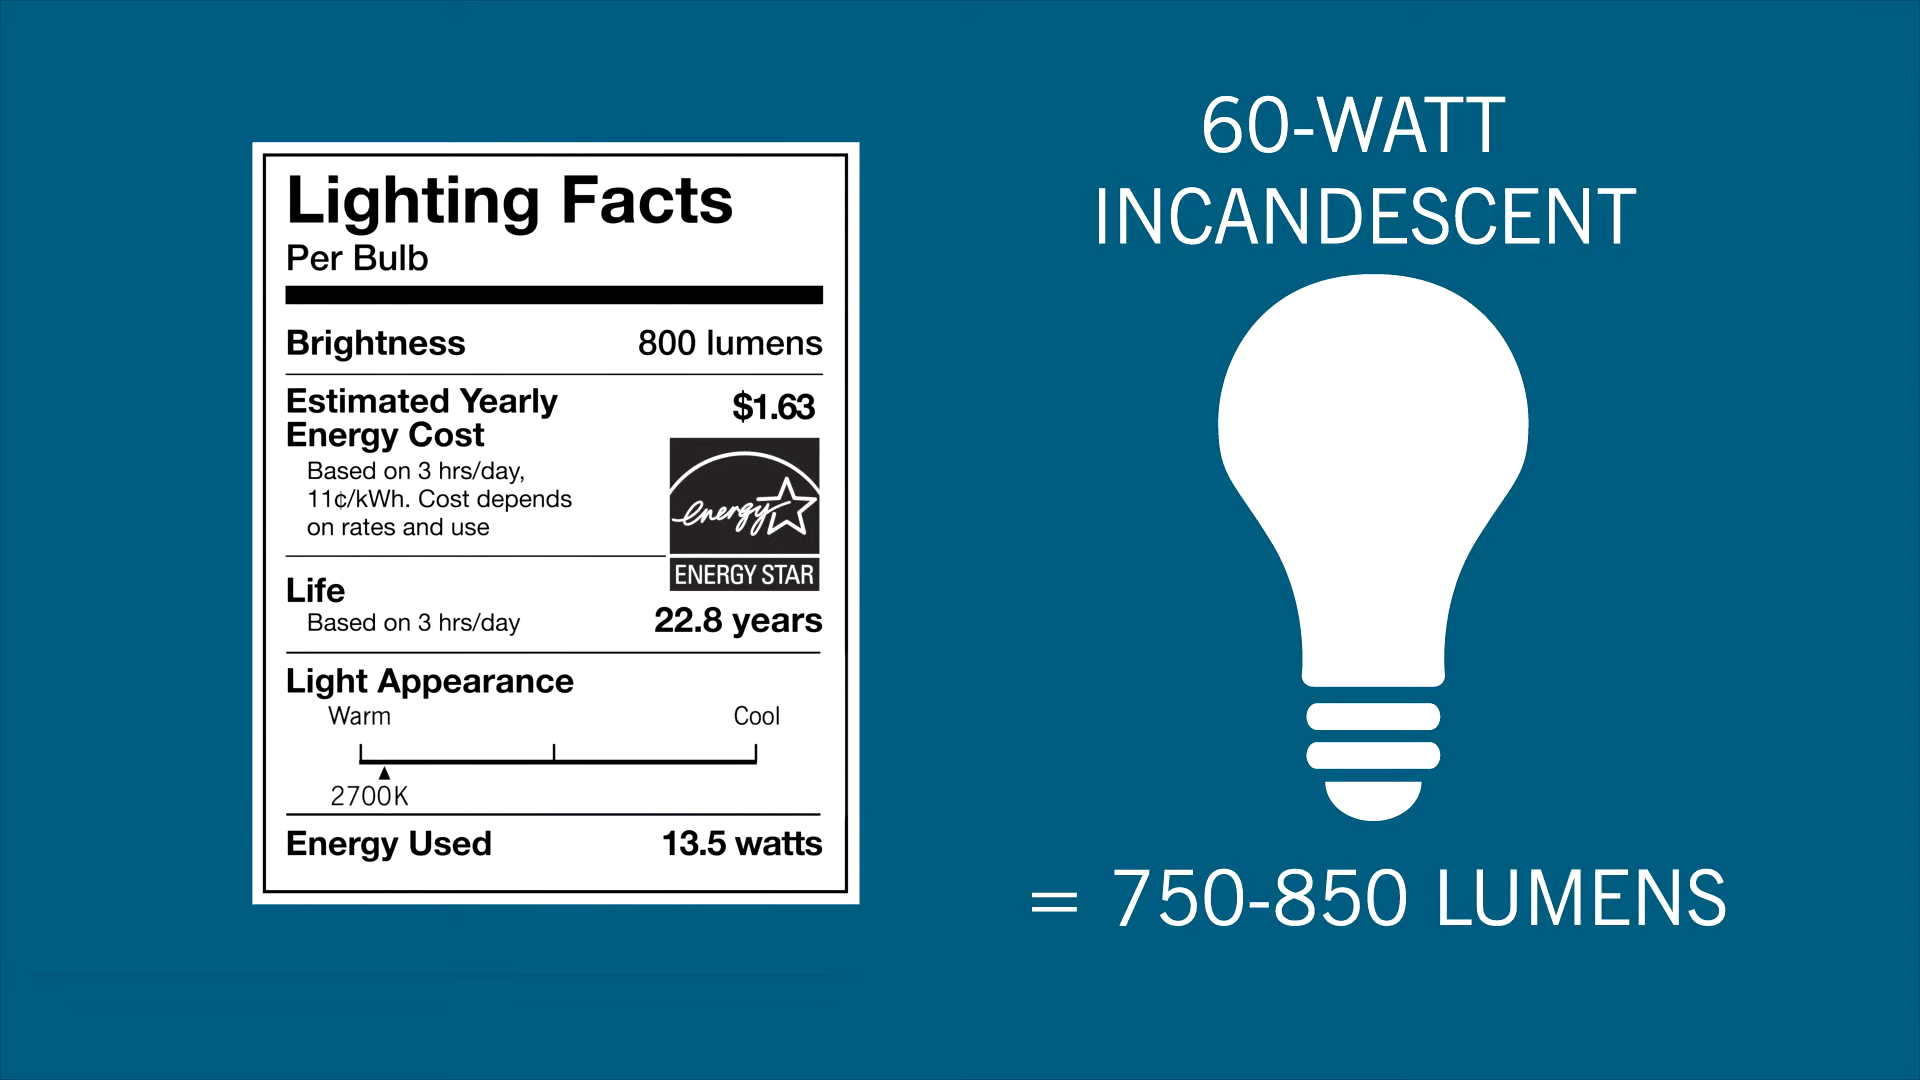 Lighting Facts
Per Bulb
Brightness 800 lumens
Estimated Yearly $1.63
Energy Cost
Based on 3 hrs/day,
11¢/kWh. Cost depends
on rates and use
energy
ENERGY STAR
Life
Based on 3 hrs/day 22.8 years
Light Appearance
Warm Cool
2700K
Energy Used 13.5 watts
60-WATT
INCANDESCENT
= 750-850 LUMENS